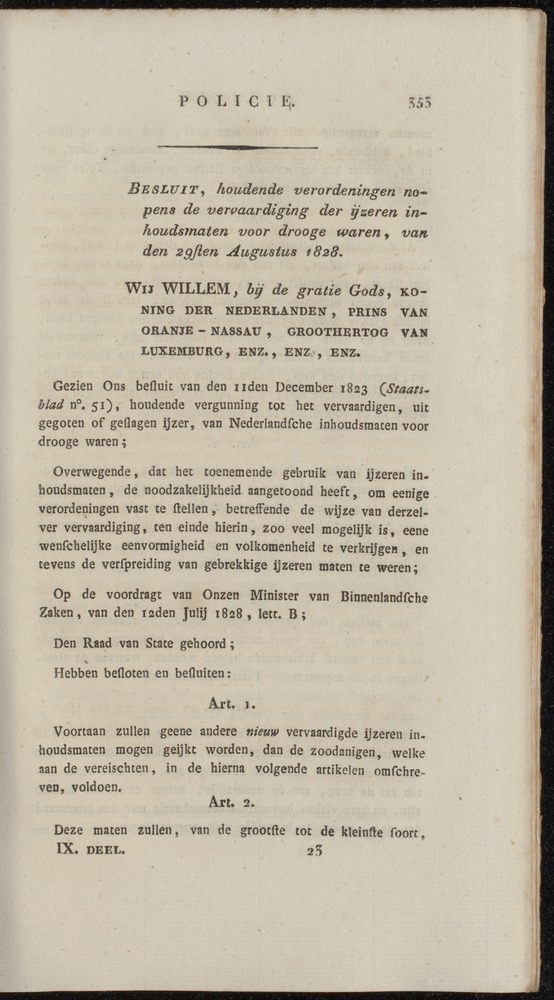 POLICIE. 353
BESLUIT, houdende verordeningen no-
pens de vervaardiging der ijzeren in-
houdsmaten voor drooge waren, van
den 29ſten Augustus 1828.
WIJ WILLEM, bij de gratie Gods, KO-
NING DER NEDERLANDEN, PRINS VAN
ORANJE-NASSAU, GROOTHERTOG VAN
LUXEMBURG, ENZ., ENZ., ENZ.
Gezien Ons beſluit van den 11den December 1823 (Staats-
blad n°. 51), houdende vergunning tot het vervaardigen, uit
gegoten of geſlagen ijzer, van Nederlandſche inhoudsmaten voor
drooge waren;
Overwegende, dat het toenemende gebruik van ijzeren in-
houdsmaten, de noodzakelijkheid aangetoond heeft, om eenige
verordeningen vast te ſtellen, betreffende de wijze van derzel-
ver vervaardiging, ten einde hierin, zoo veel mogelijk is, eene
wenſchelijke eenvormigheid en volkomenheid te verkrijgen, en
tevens de verſpreiding van gebrekkige ijzeren maten te weren;
Op de voordragt van Onzen Minister van Binnenlandſche
Zaken, van den 12den Julij 1828, lett. B;
Den Raad van State gehoord;
Hebben beſloten en beſluiten:
Art. 1.
Voortaan zullen geene andere nieuw vervaardigde ijzeren in-
houdsmaten mogen geijkt worden, dan de zoodanigen, welke
aan de vereischten, in de hierna volgende artikelen omſchre-
ven, voldoen.
Art. 2.
Deze maten zullen, van de grootſte tot de kleinſte ſoort,
IX. DEEL. 23